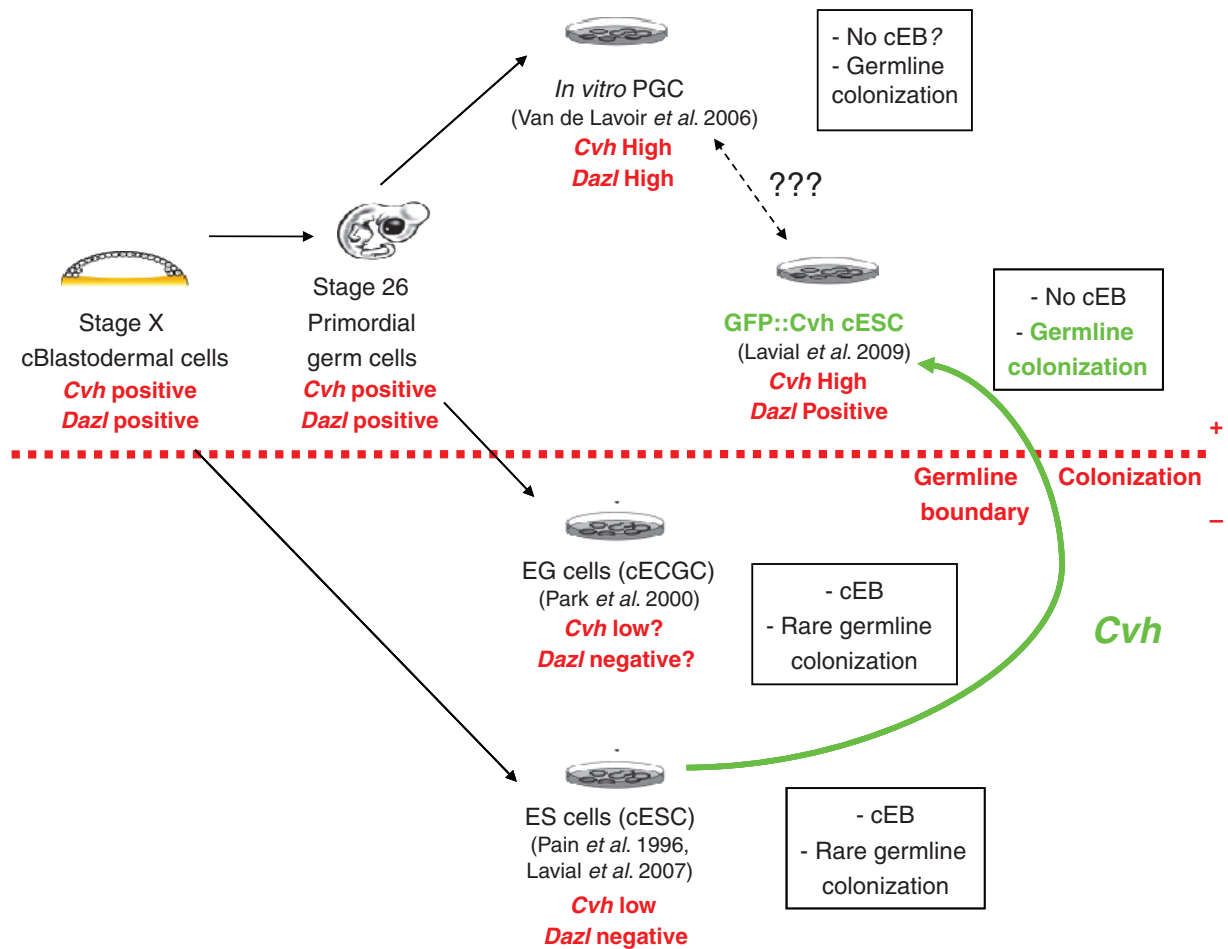 In vitro PGC
(Van de Lavoir et al. 2006)
Cvh High
Dazl High
- No cEB?
- Germline
colonization
???
Stage X
cBlastodermal cells
Cvh positive
Dazl positive
Stage 26
Primordial
germ cells
Cvh positive
Dazl positive
GFP::Cvh cESC
(Lavial et al. 2009)
Cvh High
Dazl Positive
- No cEB
- Germline
colonization
+
Germline Colonization
boundary
–
EG cells (cECGC)
(Park et al. 2000)
Cvh low?
Dazl negative?
- cEB
- Rare germline
colonization
Cvh
ES cells (cESC)
(Pain et al. 1996,
Lavial et al. 2007)
Cvh low
Dazl negative
- cEB
- Rare germline
colonization